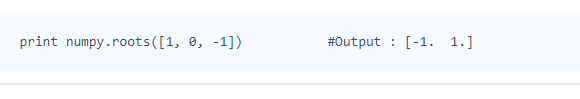 print numpy.roots([1, 0, -1])           #Output : [-1.  1.]